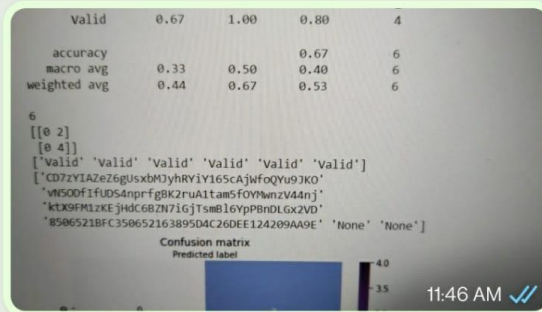 Valid 0.67 1.00 0.80 4
accuracy 0.67 6
macro avg 0.33 0.50 0.40 6
weighted avg 0.44 0.67 0.53 6
6
[[0 2]
[0 4]]
['Valid' 'Valid' 'Valid' 'Valid' 'Valid' 'Valid']
['CD7zYIAZeZ6gUsxbMJyhRYiY165cAjWfoQYu9JKO'
'vN5ODfIfUDS4nprfgBK2ruA1tam5fOYMwnzV44nj'
'ktX9FM1zKEjHdC6BZN7iGjTsmBl6YpPBnDLGx2VD'
'8506521BFC350652163895D4C26DEE124209AA9E' 'None' 'None']
Confusion matrix
Predicted label
4.0
3.5
11:46 AM